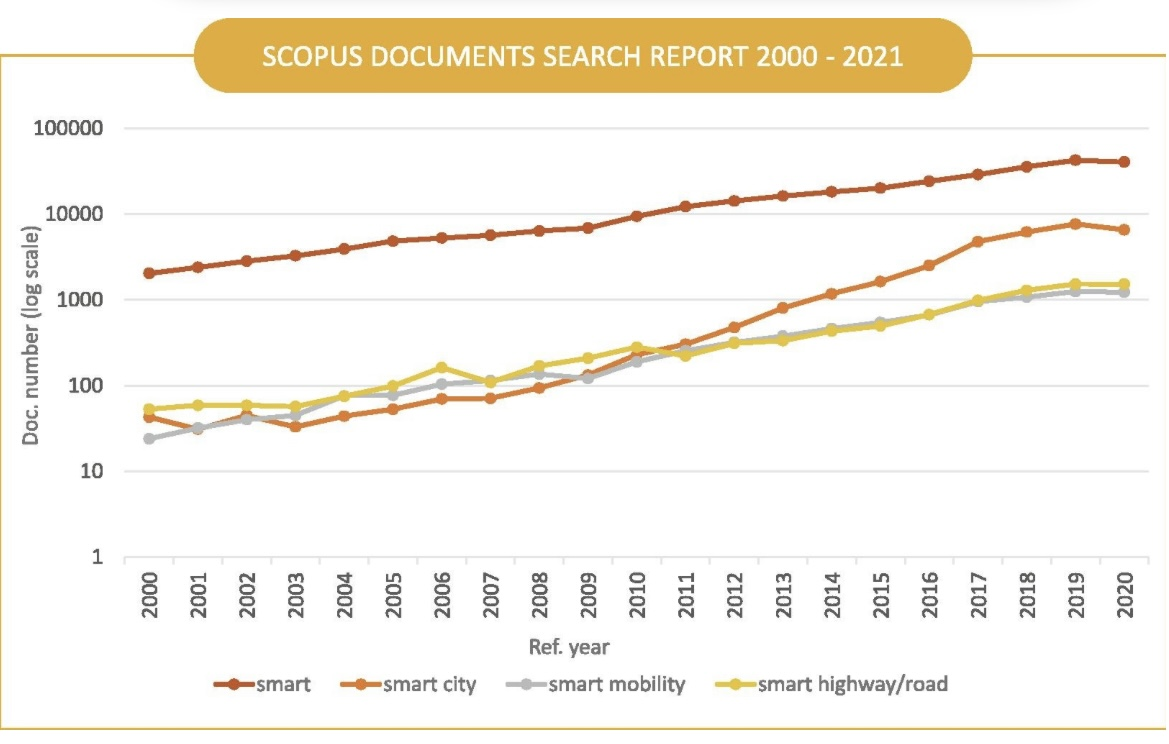 SCOPUS DOCUMENTS SEARCH REPORT 2000 - 2021
100000
10000
1000
100
10
1
Doc. number (log scale)
2000 2001 2002 2003 2004 2005 2006 2007 2008 2009 2010 2011 2012 2013 2014 2015 2016 2017 2018 2019 2020
Ref. year
smart smart city smart mobility smart highway/road